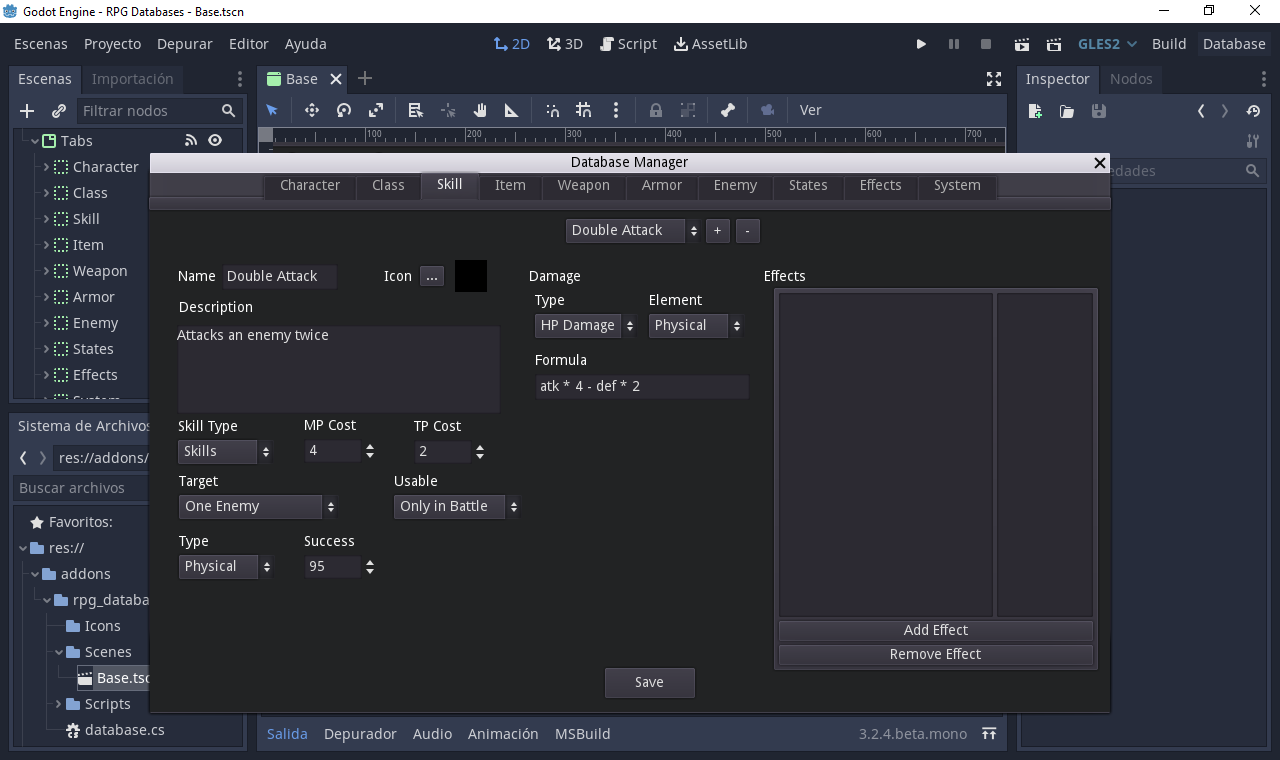 Godot Engine - RPG Databases - Base.tscn
Escenas Proyecto Depurar Editor Ayuda 2D 3D Script AssetLib GLES2 Build Database
Escenas Importación Base Inspector Nodos
Filtrar nodos Ver
100 200 300 400 500 600 700
Tabs
Character
Class
Skill
Item
Weapon
Armor
Enemy
States
Effects
System
Sistema de Archivos
res://addons/
Buscar archivos
Favoritos:
res://
addons
rpg_databa
Icons
Scenes
Base.tsc
Scripts
database.cs
Database Manager
Character Class Skill Item Weapon Armor Enemy States Effects System
Double Attack + -
Name Double Attack Icon ... Damage Effects
Description
Type Element
HP Damage Physical
Attacks an enemy twice
Formula
atk * 4 - def * 2
Skill Type MP Cost TP Cost
Skills 4 2
Target Usable
One Enemy Only in Battle
Type Success
Physical 95
Add Effect
Remove Effect
Save
edades
Salida Depurador Audio Animación MSBuild 3.2.4.beta.mono